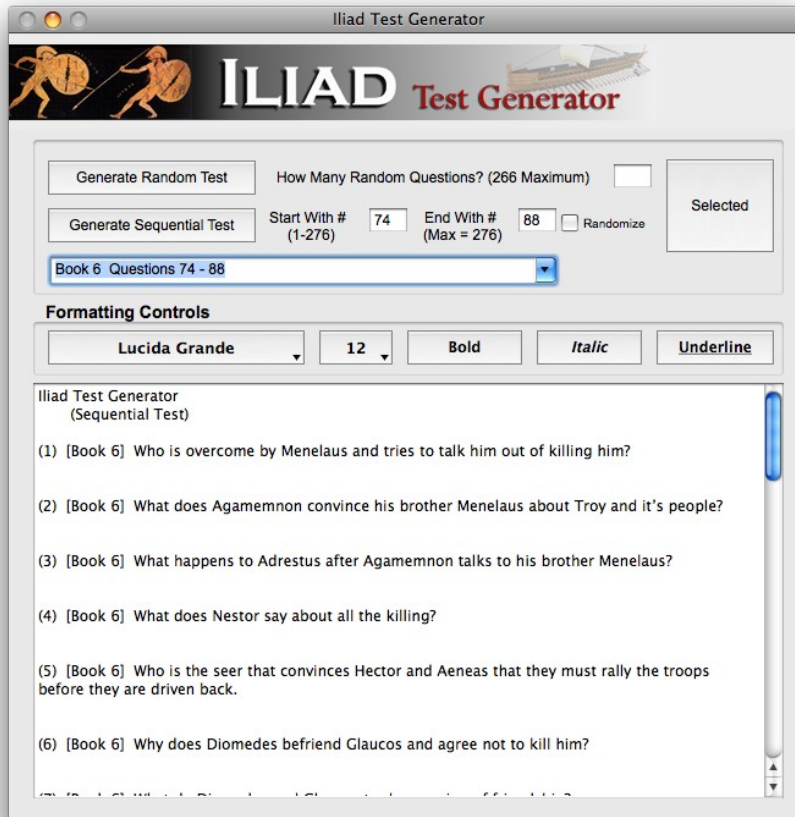 Iliad Test Generator
ILIAD Test Generator
Generate Random Test
How Many Random Questions? (266 Maximum)
Selected
Generate Sequential Test
Start With #
(1-276)
74
End With #
(Max = 276)
88
Randomize
Book 6 Questions 74 - 88
Formatting Controls
Lucida Grande
12
Bold
Italic
Underline
Iliad Test Generator
(Sequential Test)
(1) [Book 6] Who is overcome by Menelaus and tries to talk him out of killing him?
(2) [Book 6] What does Agamemnon convince his brother Menelaus about Troy and it's people?
(3) [Book 6] What happens to Adrestus after Agamemnon talks to his brother Menelaus?
(4) [Book 6] What does Nestor say about all the killing?
(5) [Book 6] Who is the seer that convinces Hector and Aeneas that they must rally the troops
before they are driven back.
(6) [Book 6] Why does Diomedes befriend Glaucos and agree not to kill him?